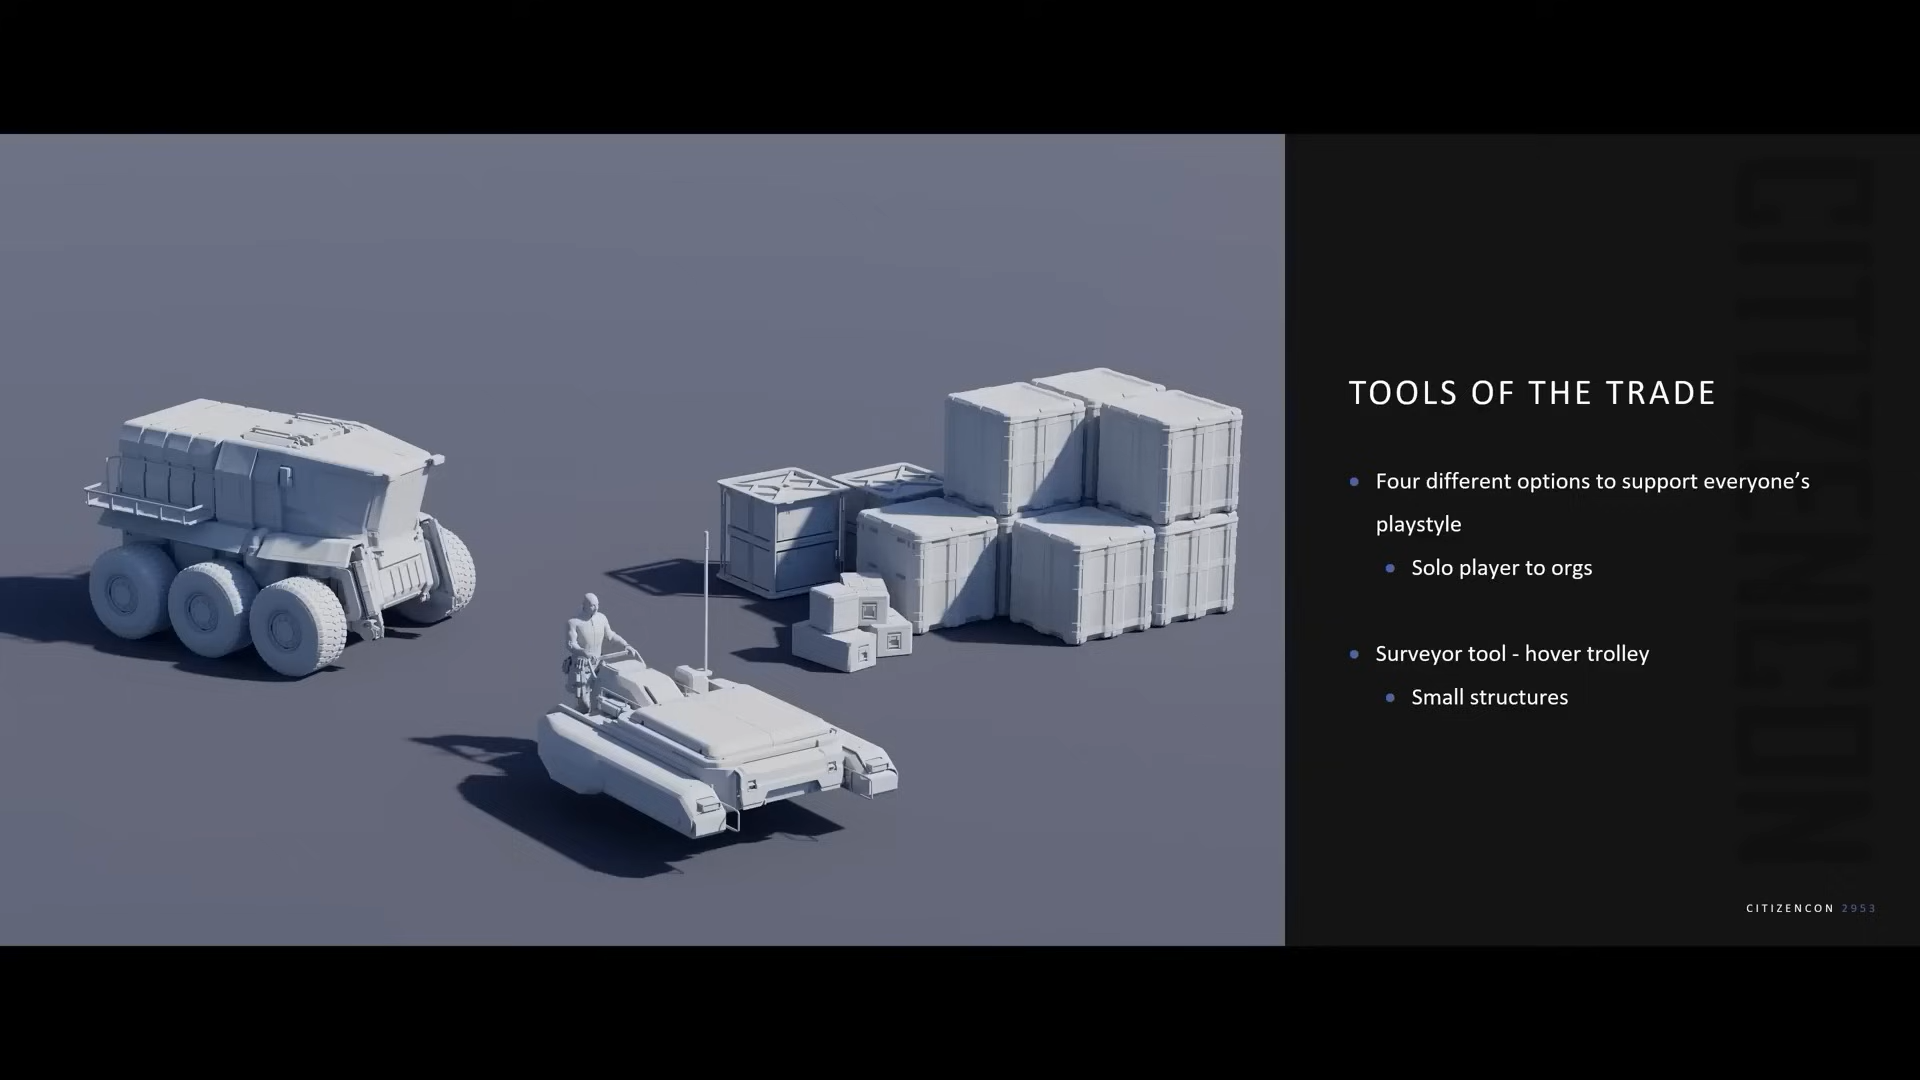 TOOLS OF THE TRADE
Four different options to support everyone’s
playstyle
Solo player to orgs
Surveyor tool - hover trolley
Small structures
CITIZENCON
CITIZENCON 2953